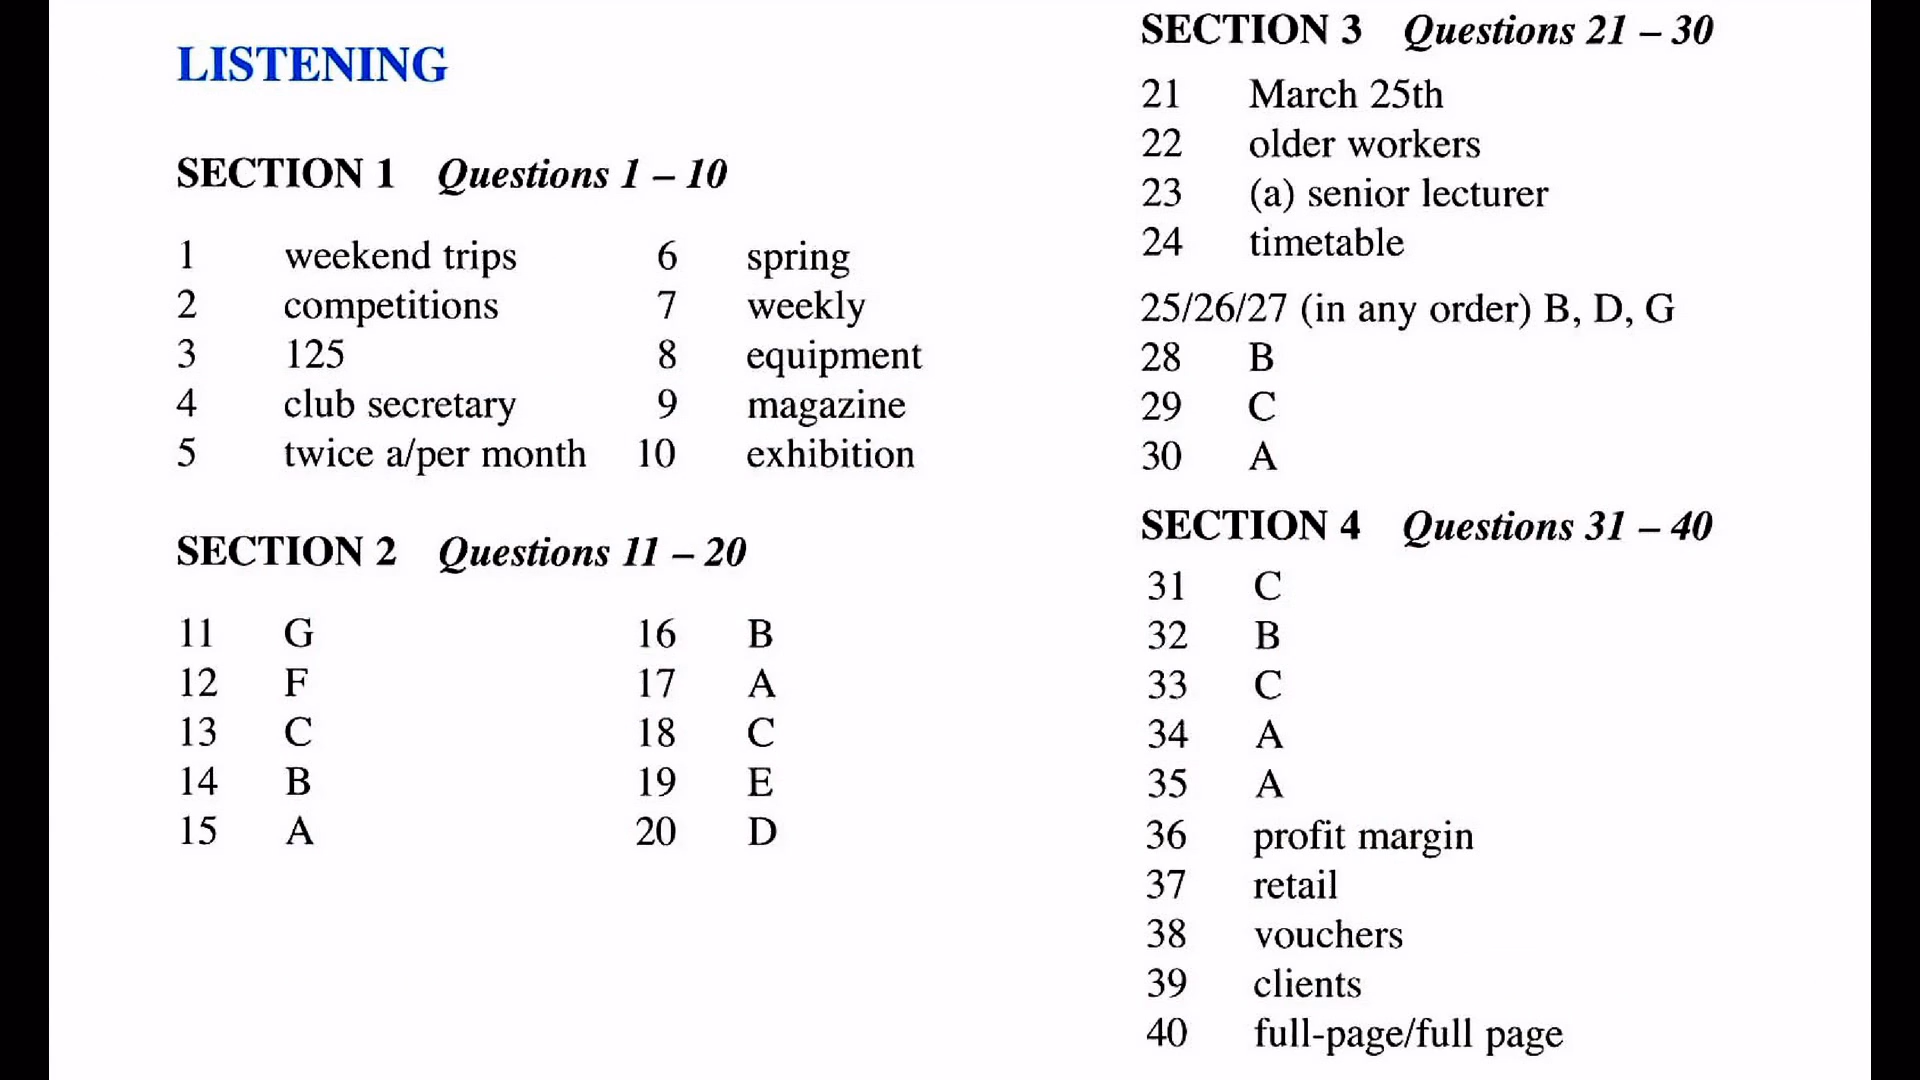 LISTENING
SECTION 1 Questions 1 – 10
1 weekend trips
2 competitions
3 125
4 club secretary
5 twice a/per month
6 spring
7 weekly
8 equipment
9 magazine
10 exhibition
SECTION 2 Questions 11 – 20
11 G
12 F
13 C
14 B
15 A
16 B
17 A
18 C
19 E
20 D
SECTION 3 Questions 21 – 30
21 March 25th
22 older workers
23 (a) senior lecturer
24 timetable
25/26/27 (in any order) B, D, G
28 B
29 C
30 A
SECTION 4 Questions 31 – 40
31 C
32 B
33 C
34 A
35 A
36 profit margin
37 retail
38 vouchers
39 clients
40 full-page/full page